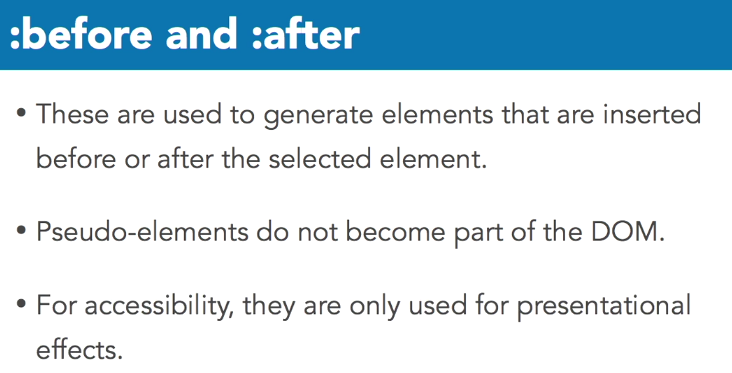 :before and :after
• These are used to generate elements that are inserted
before or after the selected element.
• Pseudo-elements do not become part of the DOM.
• For accessibility, they are only used for presentational
effects.